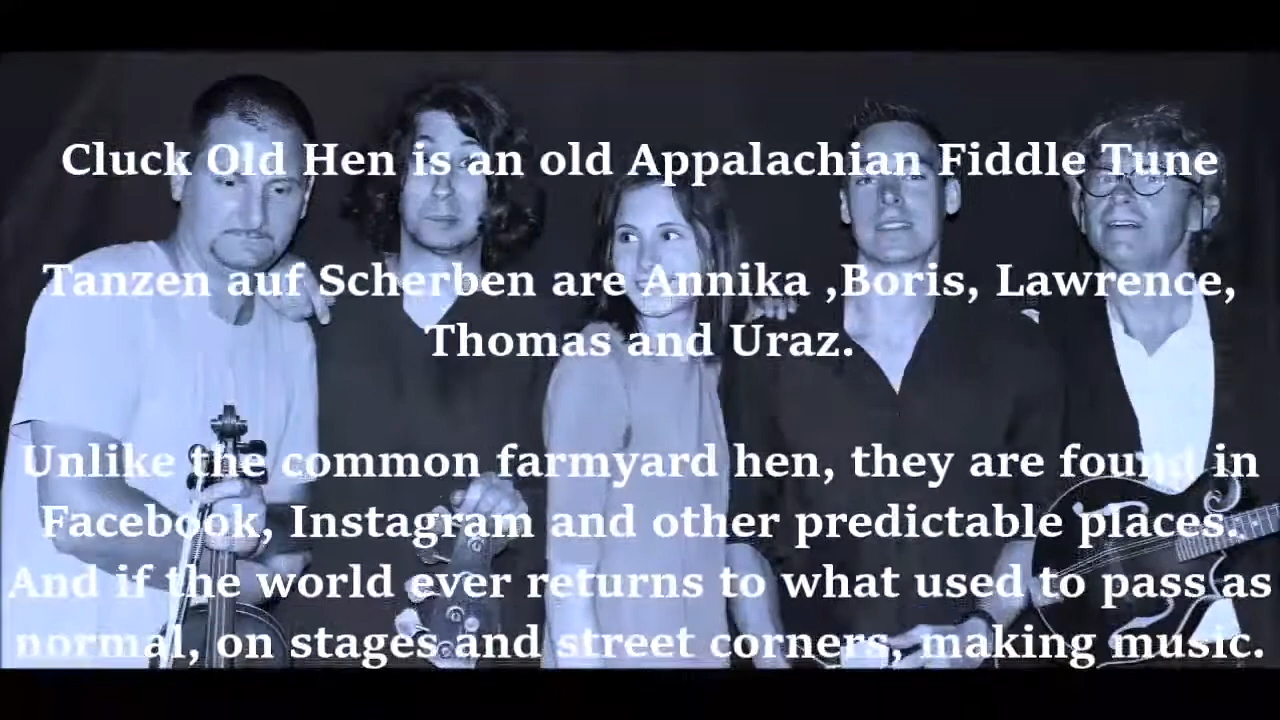 Cluck Old Hen is an old Appalachian Fiddle Tune
Tanzen auf Scherben are Annika ,Boris, Lawrence,
Thomas and Uraz.
Unlike the common farmyard hen, they are found in
Facebook, Instagram and other predictable places.
And if the world ever returns to what used to pass as
normal, on stages and street corners, making music.